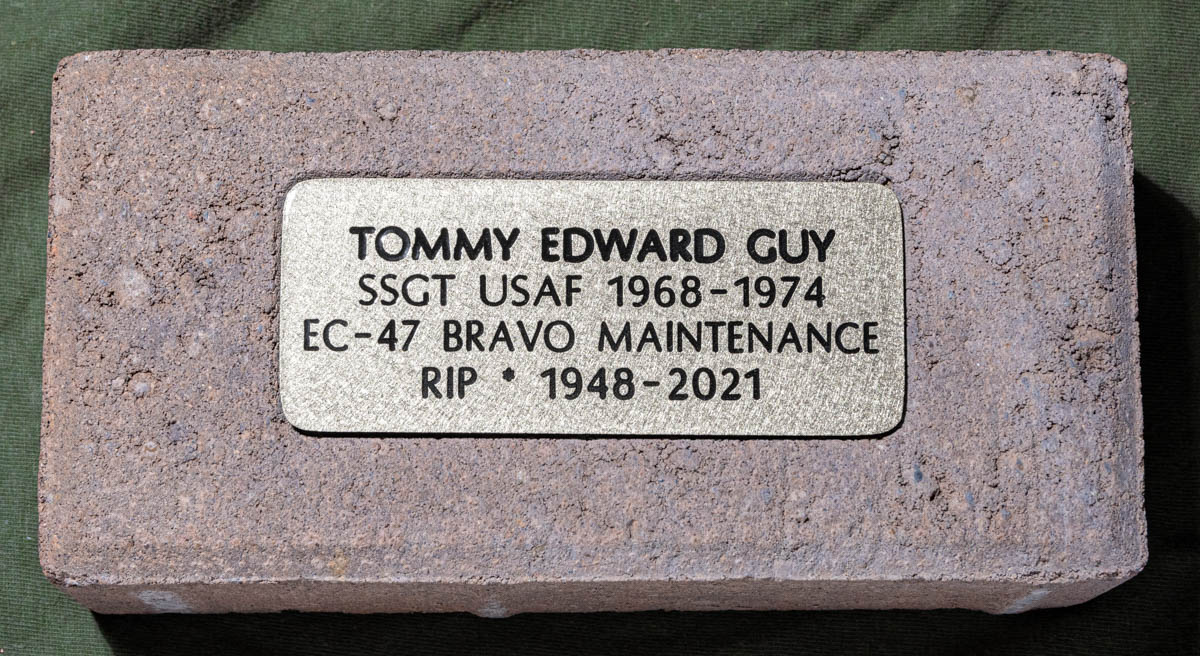 TOMMY EDWARD GUY
SSGT USAF 1968-1974
EC-47 BRAVO MAINTENANCE
RIP * 1948-2021